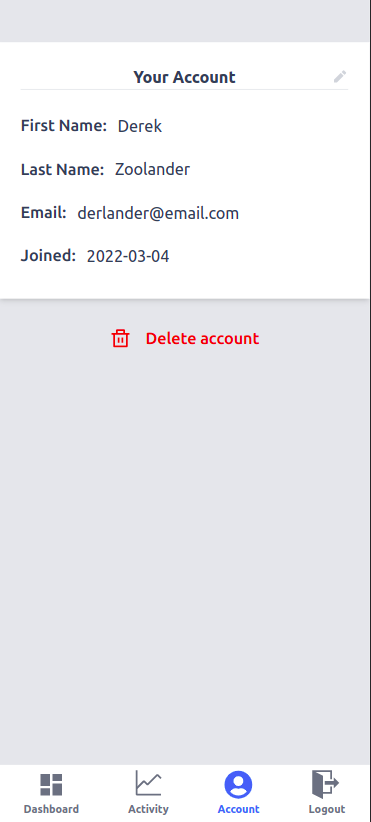 Your Account
First Name: Derek
Last Name: Zoolander
Email: derlander@email.com
Joined: 2022-03-04
Delete account
Dashboard Activity Account Logout